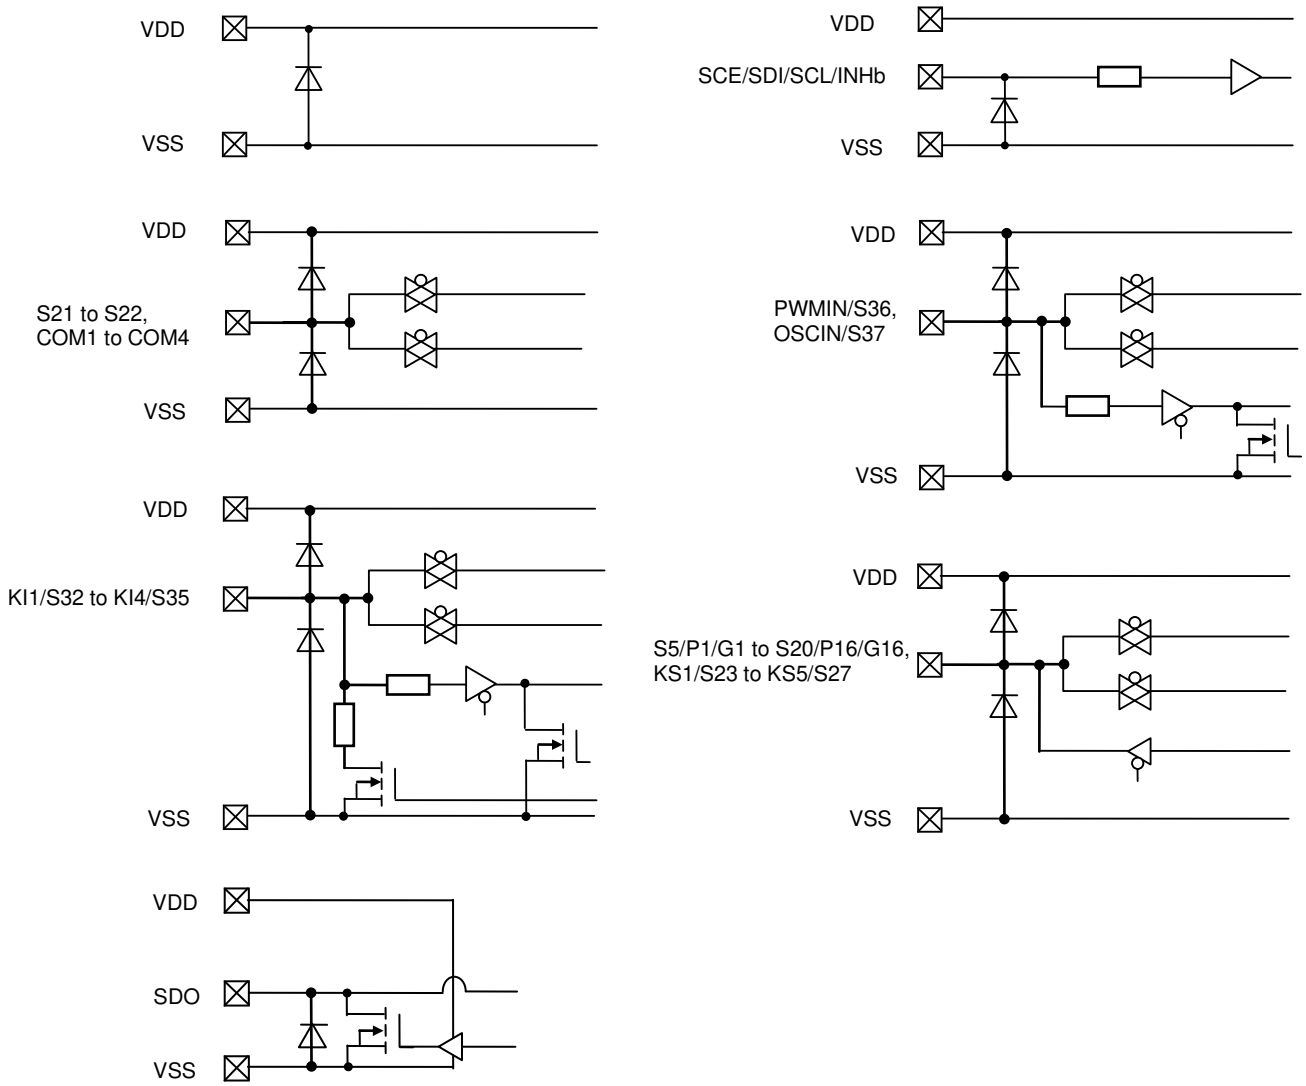 VDD
VSS
VDD
SCE/SDI/SCL/INHb
VSS
VDD
S21 to S22,
COM1 to COM4
VSS
VDD
PWMIN/S36,
OSCIN/S37
VSS
VDD
KI1/S32 to KI4/S35
VSS
VDD
S5/P1/G1 to S20/P16/G16,
KS1/S23 to KS5/S27
VSS
VDD
SDO
VSS